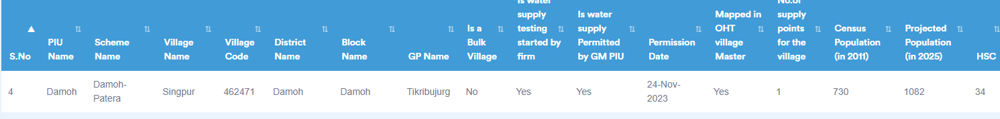 Is water supply testing started by firm
No.of supply points for the village
S.No
PIU Name
Scheme Name
Village Name
Village Code
District Name
Block Name
GP Name
Is a Bulk Village
Is water supply Permitted by GM PIU
Permission Date
Mapped in OHT village Master
Census Population (in 2011)
Projected Population (in 2025)
HSC
4
Damoh
Damoh-Patera
Singpur
462471
Damoh
Damoh
Tikribujurg
No
Yes
Yes
24-Nov-2023
Yes
1
730
1082
34